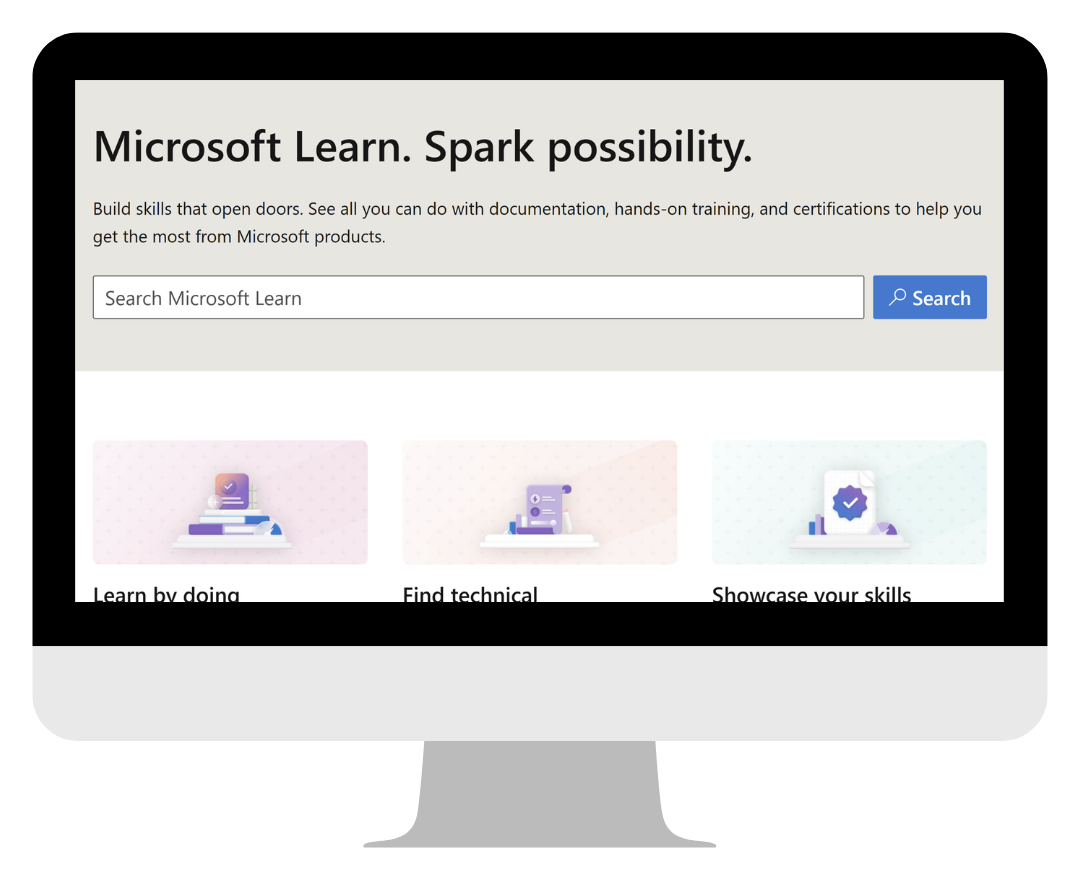 Microsoft Learn. Spark possibility.
Build skills that open doors. See all you can do with documentation, hands-on training, and certifications to help you
get the most from Microsoft products.
Search Microsoft Learn
Search
Learn by doing
Find technical
Showcase your skills